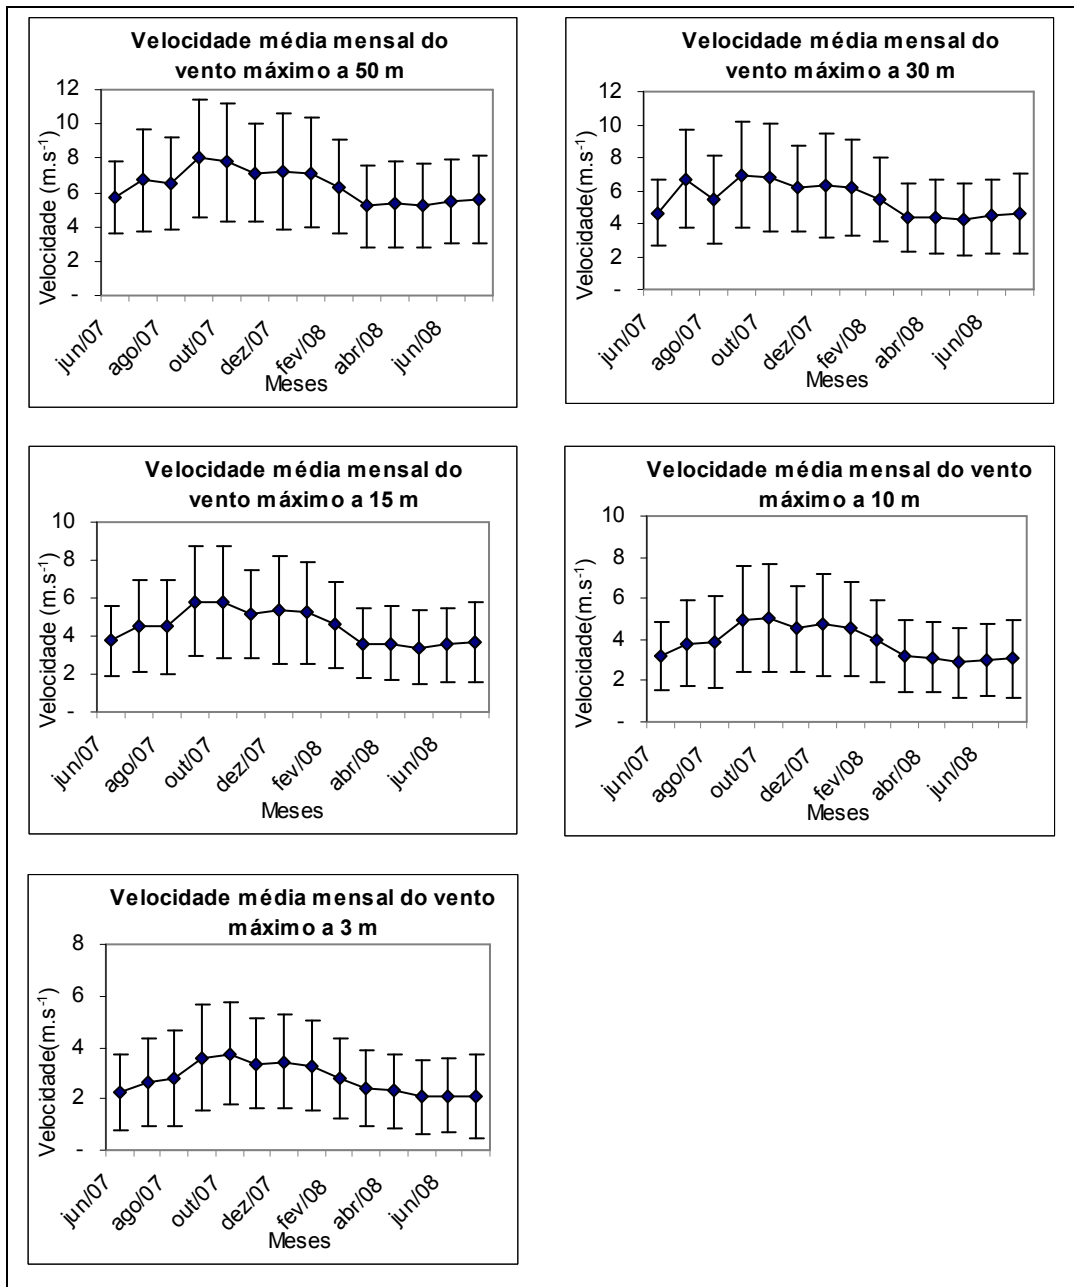 Velocidade média mensal do
vento máximo a 50 m
Velocidade (m.s-1)
12
10
8
6
4
2
-
jun/07
ago/07
out/07
dez/07
fev/08
abr/08
jun/08
Meses
Velocidade média mensal do
vento máximo a 30 m
Velocidade(m.s-1)
12
10
8
6
4
2
-
jun/07
ago/07
out/07
dez/07
fev/08
abr/08
jun/08
Meses
Velocidade média mensal do
vento máximo a 15 m
Velocidade (m.s-1)
10
8
6
4
2
-
jun/07
ago/07
out/07
dez/07
fev/08
abr/08
jun/08
Meses
Velocidade média mensal do vento
máximo a 10 m
Velocidade(m.s-1)
10
8
6
4
2
-
jun/07
ago/07
out/07
dez/07
fev/08
abr/08
jun/08
Meses
Velocidade média mensal do vento
máximo a 3 m
Velocidade(m.s-1)
8
6
4
2
-
jun/07
ago/07
out/07
dez/07
fev/08
abr/08
jun/08
Meses